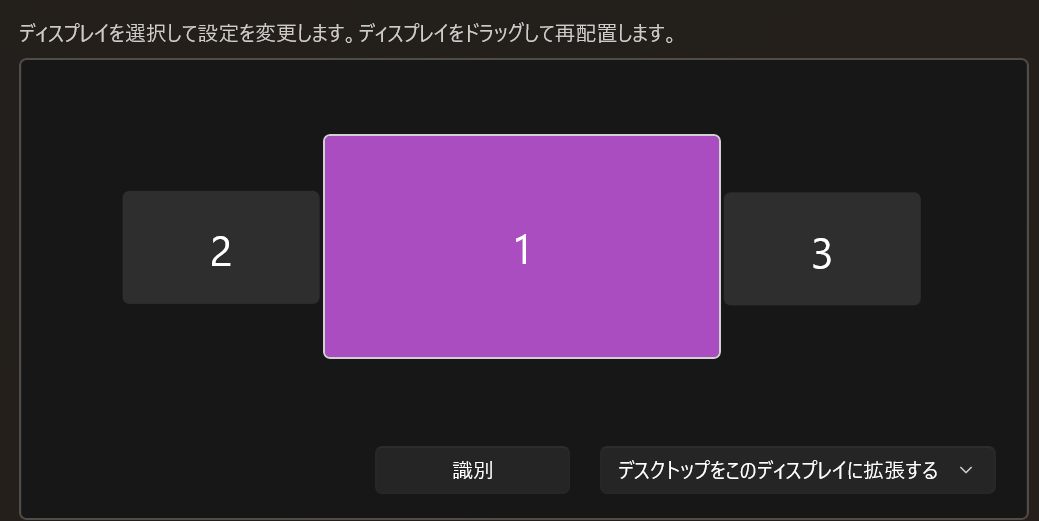 ディスプレイを選択して設定を変更します。ディスプレイをドラッグして再配置します。
2
1
3
識別
デスクトップをこのディスプレイに拡張する